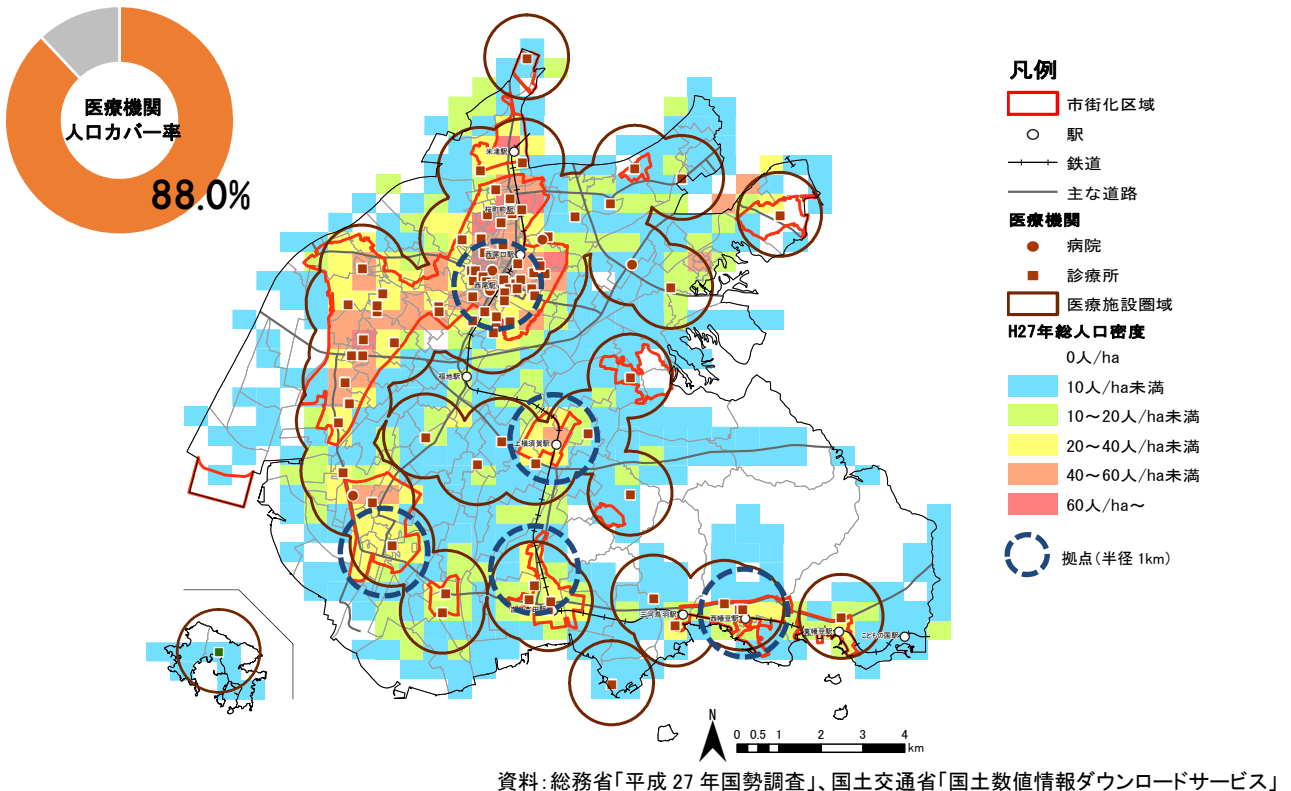 医療機関
人口カバー率
88.0%
米津駅
桜町前駅
西尾口駅
西尾駅
福地駅
上横須賀駅
三河鳥羽駅
西幡豆駅
東幡豆駅
こどもの国駅
凡例
市街化区域
駅
鉄道
主な道路
医療機関
病院
診療所
医療施設圏域
H27年総人口密度
0人/ha
10人/ha未満
10～20人/ha未満
20～40人/ha未満
40～60人/ha未満
60人/ha～
拠点(半径 1km)
N
0 0.5 1 2 3 4
km
資料:総務省「平成 27 年国勢調査」、国土交通省「国土数値情報ダウンロードサービス」